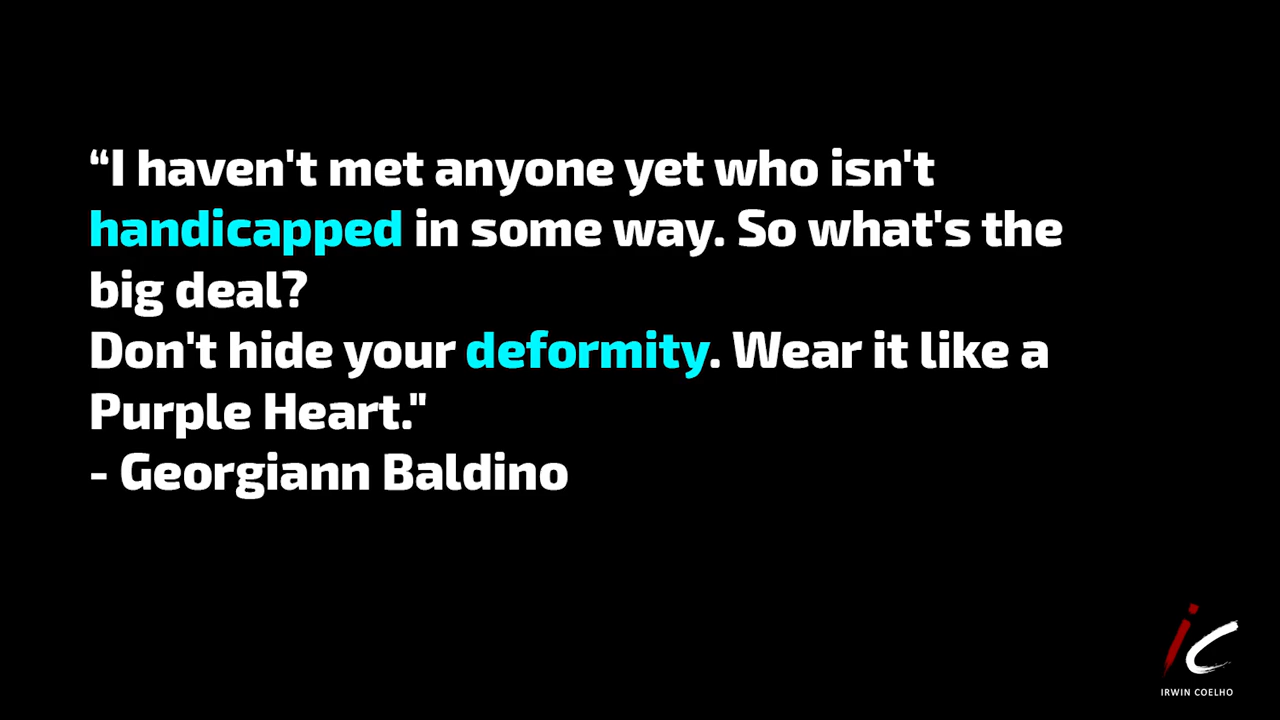 “I haven't met anyone yet who isn't
handicapped in some way. So what's the
big deal?
Don't hide your deformity. Wear it like a
Purple Heart."
- Georgiann Baldino
ic
IRWIN COELHO